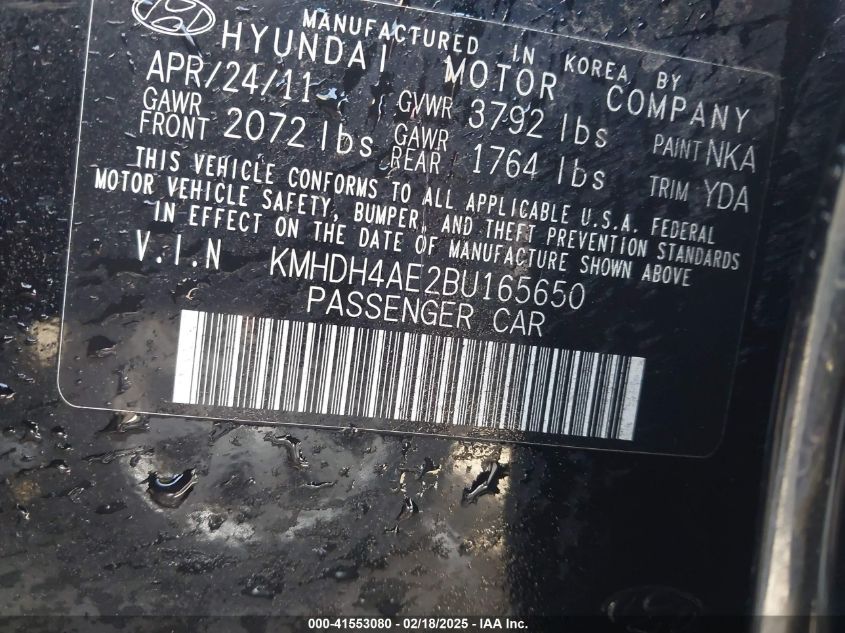 MANUFACTURED IN KOREA BY
HYUNDAI MOTOR COMPANY
APR/24/11 GVWR 3792 lbs PAINT NKA
GAWR FRONT 2072 lbs GAWR REAR 1764 lbs TRIM YDA
THIS VEHICLE CONFORMS TO ALL APPLICABLE U.S.A. FEDERAL
MOTOR VEHICLE SAFETY, BUMPER, AND THEFT PREVENTION STANDARDS
IN EFFECT ON THE DATE OF MANUFACTURE SHOWN ABOVE
V.I.N KMHDH4AE2BU165650
PASSENGER CAR
000-41553080 - 02/18/2025 - IAA Inc.